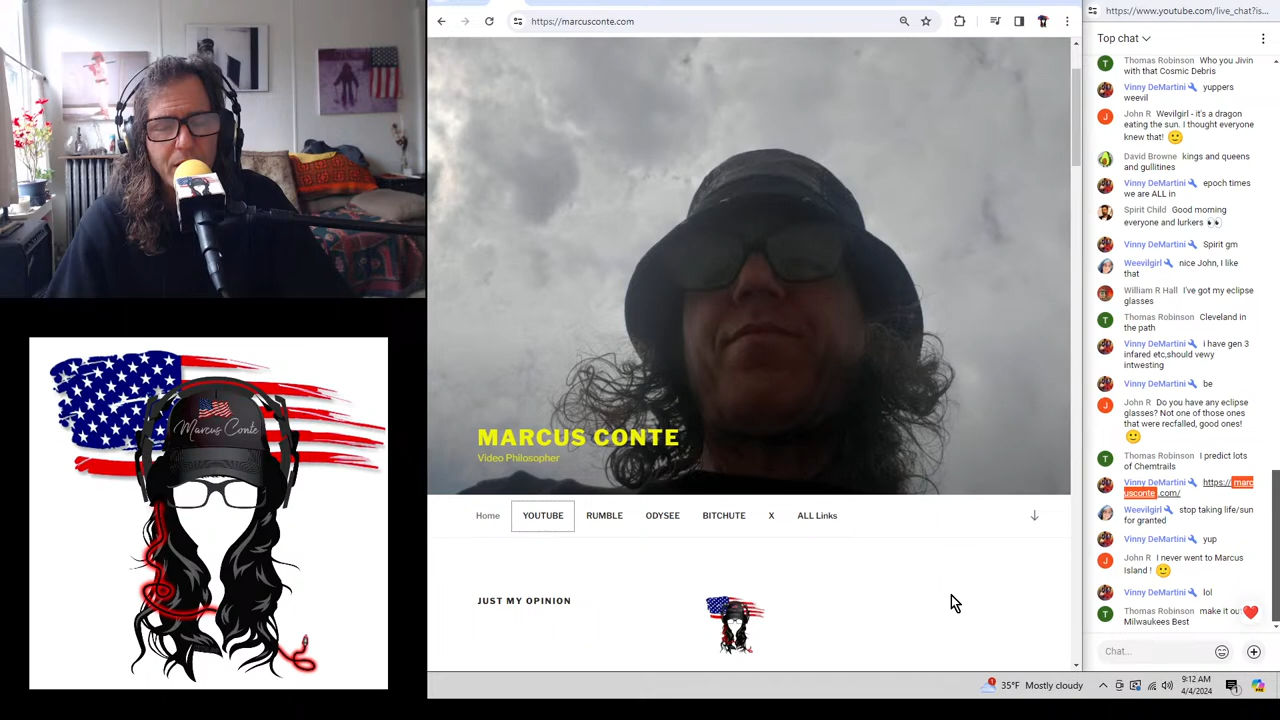 https://marcusconte.com
MARCUS CONTE
Video Philosopher
Home
YOUTUBE
RUMBLE
ODYSEE
BITCHUTE
X
ALL Links
JUST MY OPINION
Marcus Conte
https://www.youtube.com/live_chat?is...
Top chat
Thomas Robinson Who you Jivin
with that Cosmic Debris
Vinny DeMartini yuppers
weevil
John R Wevilgirl - it's a dragon
eating the sun. I thought everyone
knew that!
David Browne kings and queens
and gullitines
Vinny DeMartini epoch times
we are ALL in
Spirit Child Good morning
everyone and lurkers
Vinny DeMartini Spirit gm
Weevilgirl nice John, I like
that
William R Hall I've got my eclipse
glasses
Thomas Robinson Cleveland in
the path
Vinny DeMartini i have gen 3
infared etc,should vewy
intwesting
Vinny DeMartini be
John R Do you have any eclipse
glasses? Not one of those ones
that were recfalled, good ones!
Thomas Robinson I predict lots
of Chemtrails
Vinny DeMartini https://marc
usconte.com/
Weevilgirl stop taking life/sun
for granted
Vinny DeMartini yup
John R I never went to Marcus
Island !
Vinny DeMartini lol
Thomas Robinson make it ou
Milwaukees Best
Chat...
35°F Mostly cloudy
9:12 AM
4/4/2024